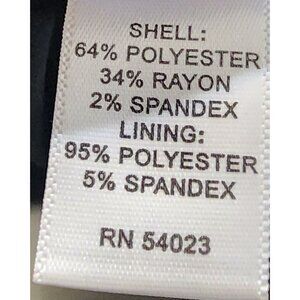 SHELL:
64% POLYESTER
34% RAYON
2% SPANDEX
LINING:
95% POLYESTER
5% SPANDEX
RN 54023